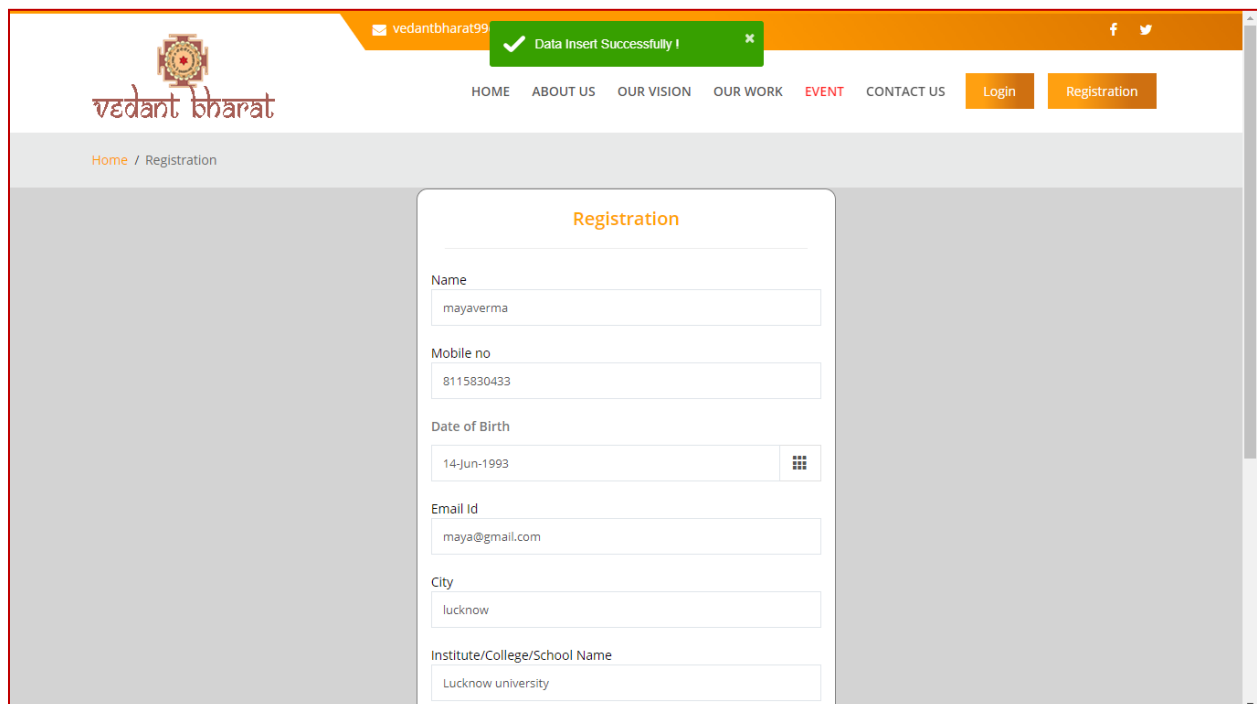 vedantbharat99
Data Insert Successfully !
×
vedant bharat
HOME ABOUT US OUR VISION OUR WORK EVENT CONTACT US Login Registration
Home / Registration
Registration
Name
mayaverma
Mobile no
8115830433
Date of Birth
14-Jun-1993
Email Id
maya@gmail.com
City
lucknow
Institute/College/School Name
Lucknow university